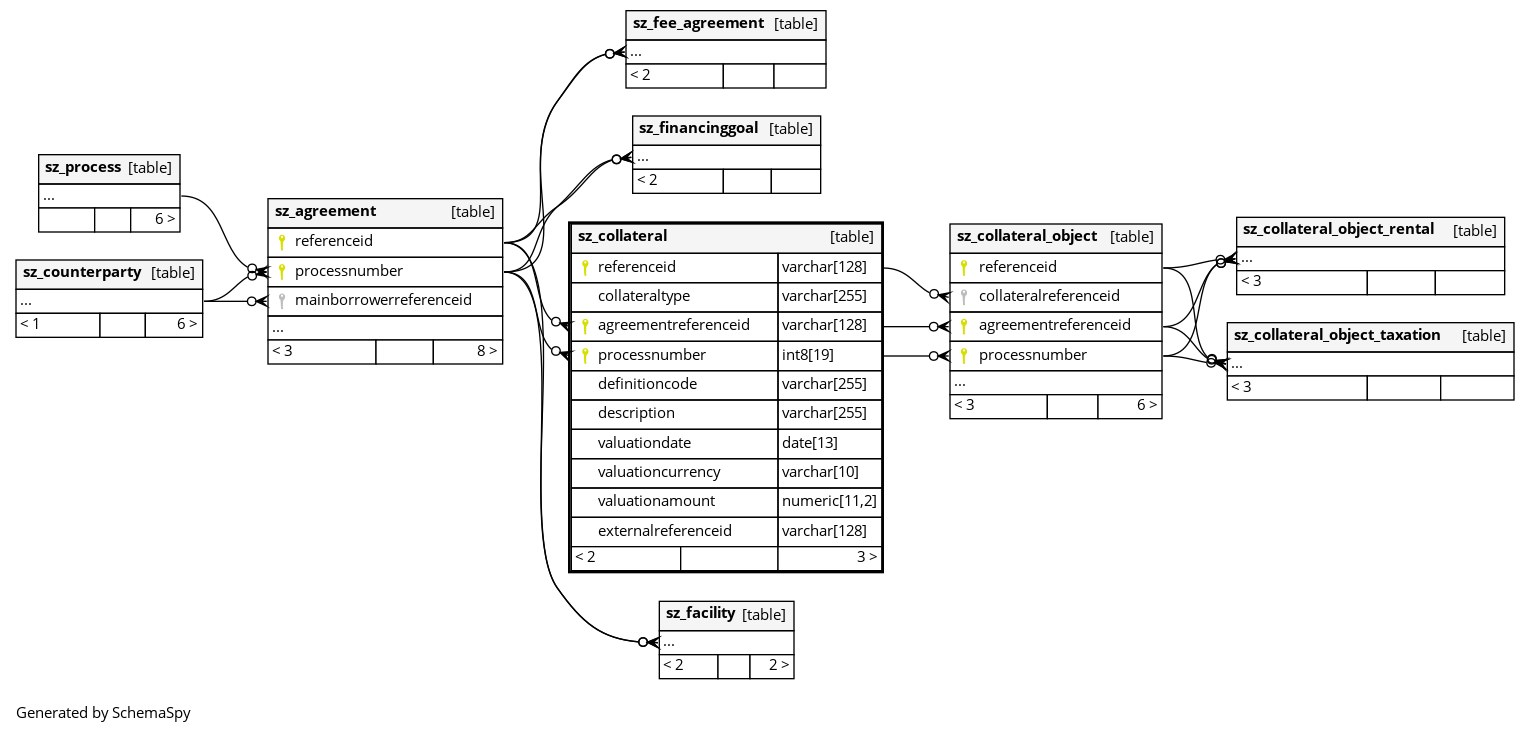 sz_fee_agreement [table]
...
< 2
sz_financinggoal [table]
...
< 2
sz_process [table]
...
6 >
sz_counterparty [table]
...
< 1 6 >
sz_agreement [table]
referenceid
processnumber
mainborrowerreferenceid
...
< 3 8 >
sz_collateral [table]
referenceid varchar[128]
collateraltype varchar[255]
agreementreferenceid varchar[128]
processnumber int8[19]
definitioncode varchar[255]
description varchar[255]
valuationdate date[13]
valuationcurrency varchar[10]
valuationamount numeric[11,2]
externalreferenceid varchar[128]
< 2 3 >
sz_collateral_object [table]
referenceid
collateralreferenceid
agreementreferenceid
processnumber
...
< 3 6 >
sz_collateral_object_rental [table]
...
< 3
sz_collateral_object_taxation [table]
...
< 3
sz_facility [table]
...
< 2 2 >
Generated by SchemaSpy